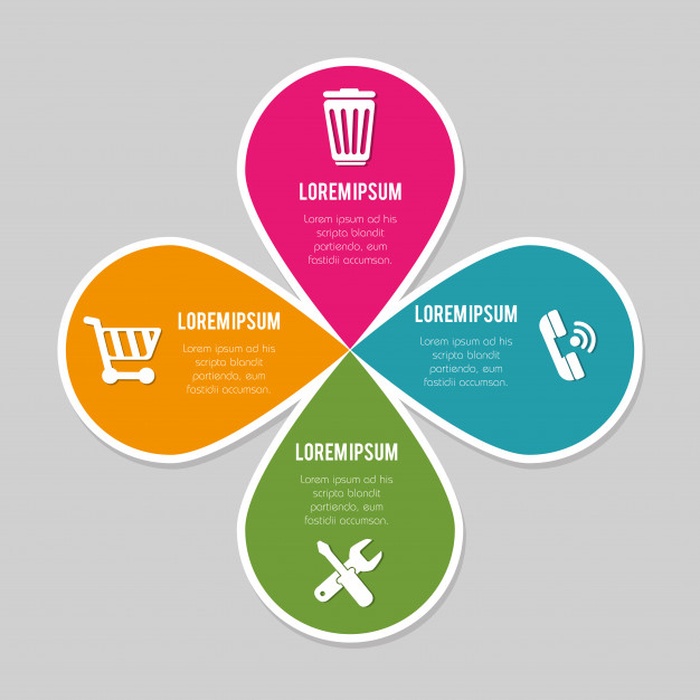 LOREMIPSUM
Lorem ipsum ad his
scripta blandit
partiendo, eum
fastidii accumsan.
LOREMIPSUM
Lorem ipsum ad his
scripta blandit
partiendo, eum
fastidii accumsan.
LOREMIPSUM
Lorem ipsum ad his
scripta blandit
partiendo, eum
fastidii accumsan.
LOREMIPSUM
Lorem ipsum ad his
scripta blandit
partiendo, eum
fastidii accumsan.